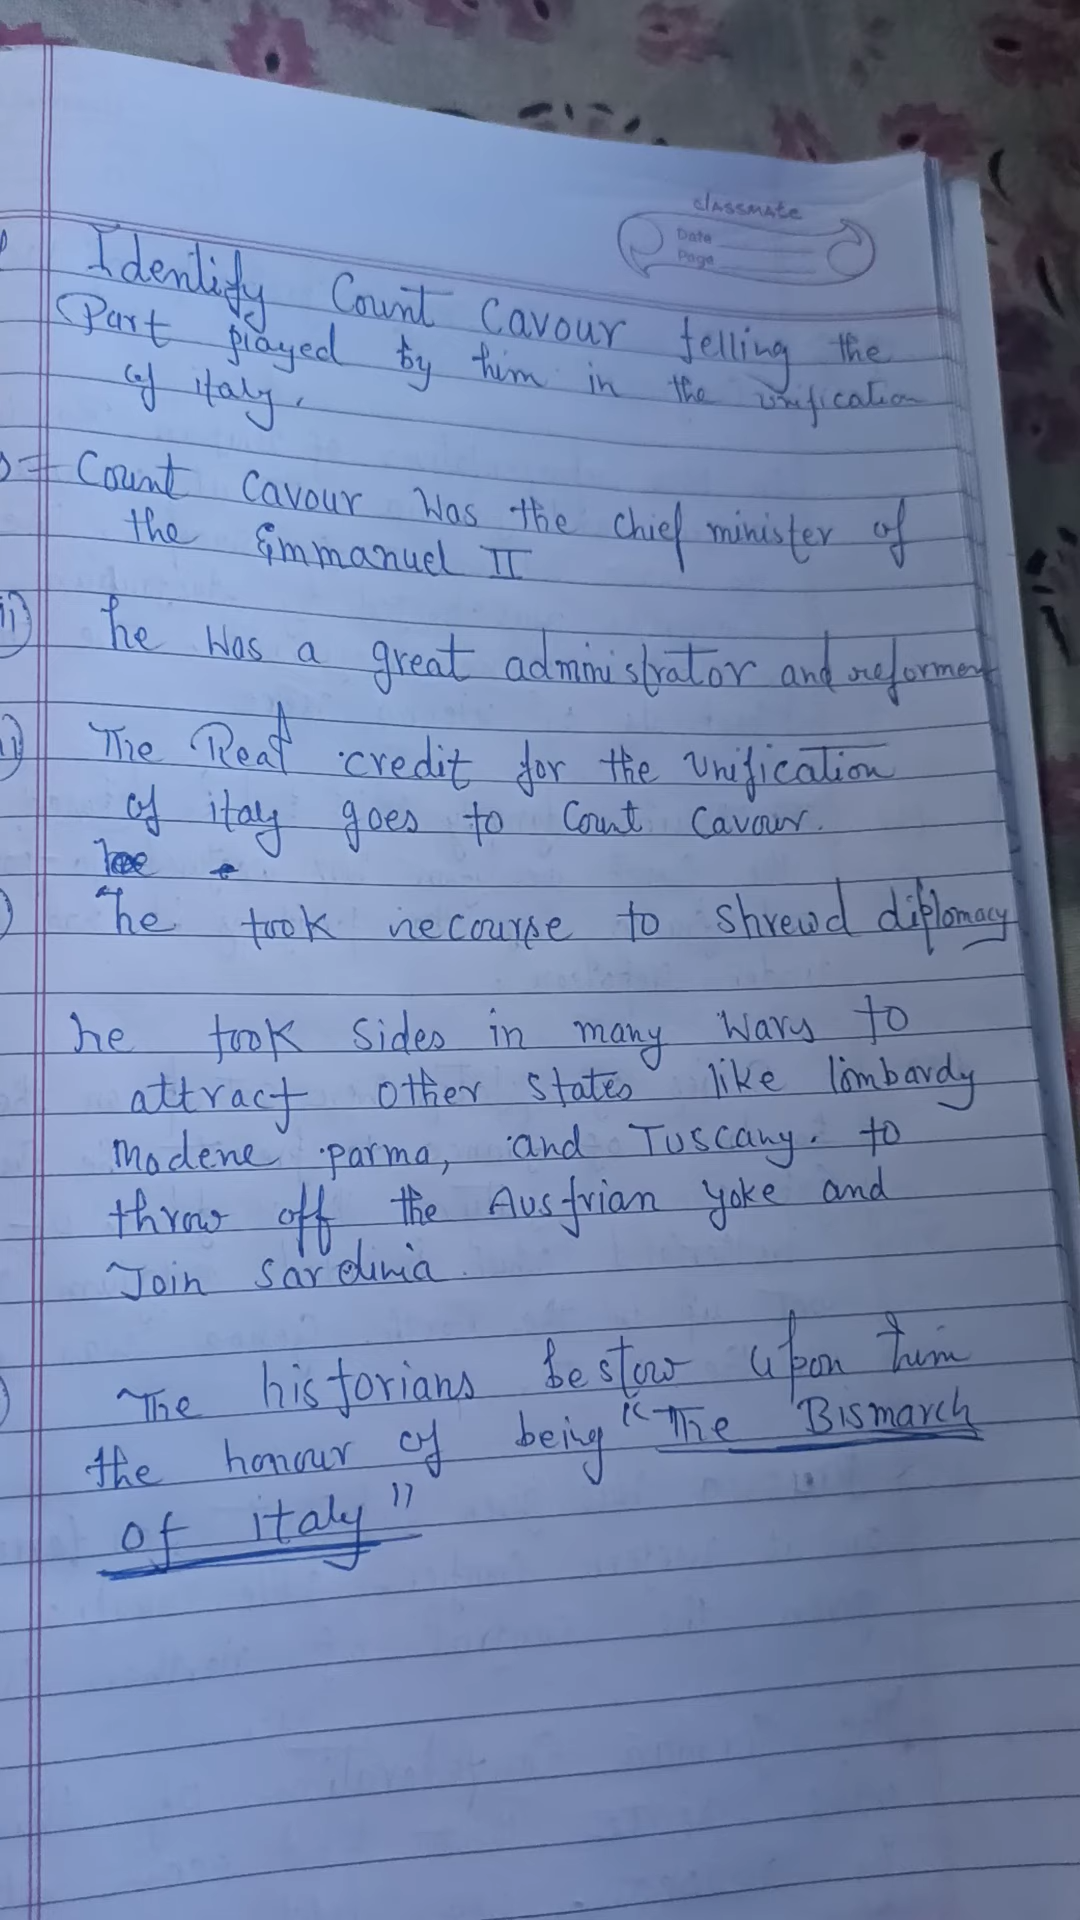 classmate
Date
Page
Identify Count Cavour telling the
Part played by him in the unification
of italy.
Count Cavour was the chief minister of
the Emmanuel II
ii) he was a great administrator and reformer
The Real credit for the unification
of italy goes to Count Cavour.
he took recourse to shrewd diplomacy
he took sides in many wars to
attract other states like lombardy
Modene parma, and Tuscany. to
throw off the Austrian yoke and
Join sardinia.
The historians bestow upon him
the honour of being "The Bismarch
of italy"